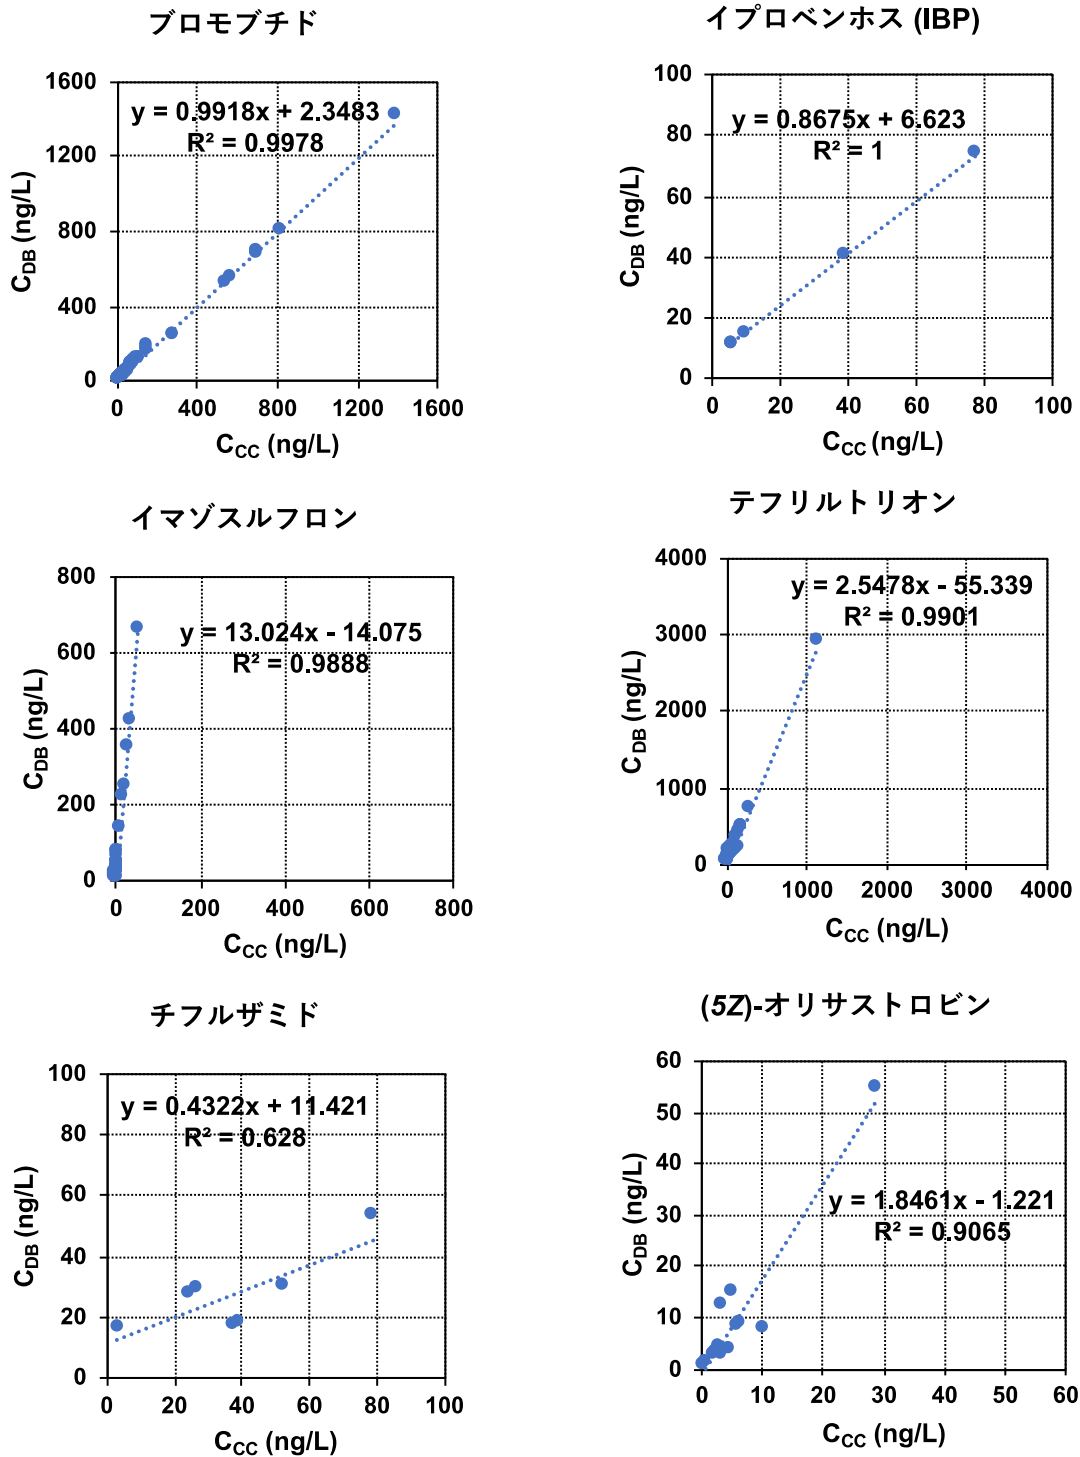 ブロモブチド
y = 0.9918x + 2.3483
R² = 0.9978
1600
1200
800
400
0
C_DB (ng/L)
0 400 800 1200 1600
C_CC (ng/L)
イプロベンホス (IBP)
y = 0.8675x + 6.623
R² = 1
100
80
60
40
20
0
C_DB (ng/L)
0 20 40 60 80 100
C_CC (ng/L)
イマゾスルフロン
y = 13.024x - 14.075
R² = 0.9888
800
600
400
200
0
C_DB (ng/L)
0 200 400 600 800
C_CC (ng/L)
テフリルトリオン
y = 2.5478x - 55.339
R² = 0.9901
4000
3000
2000
1000
0
C_DB (ng/L)
0 1000 2000 3000 4000
C_CC (ng/L)
チフルザミド
y = 0.4322x + 11.421
R² = 0.628
100
80
60
40
20
0
C_DB (ng/L)
0 20 40 60 80 100
C_CC (ng/L)
(5Z)-オリサストロビン
y = 1.8461x - 1.221
R² = 0.9065
60
50
40
30
20
10
0
C_DB (ng/L)
0 10 20 30 40 50 60
C_CC (ng/L)